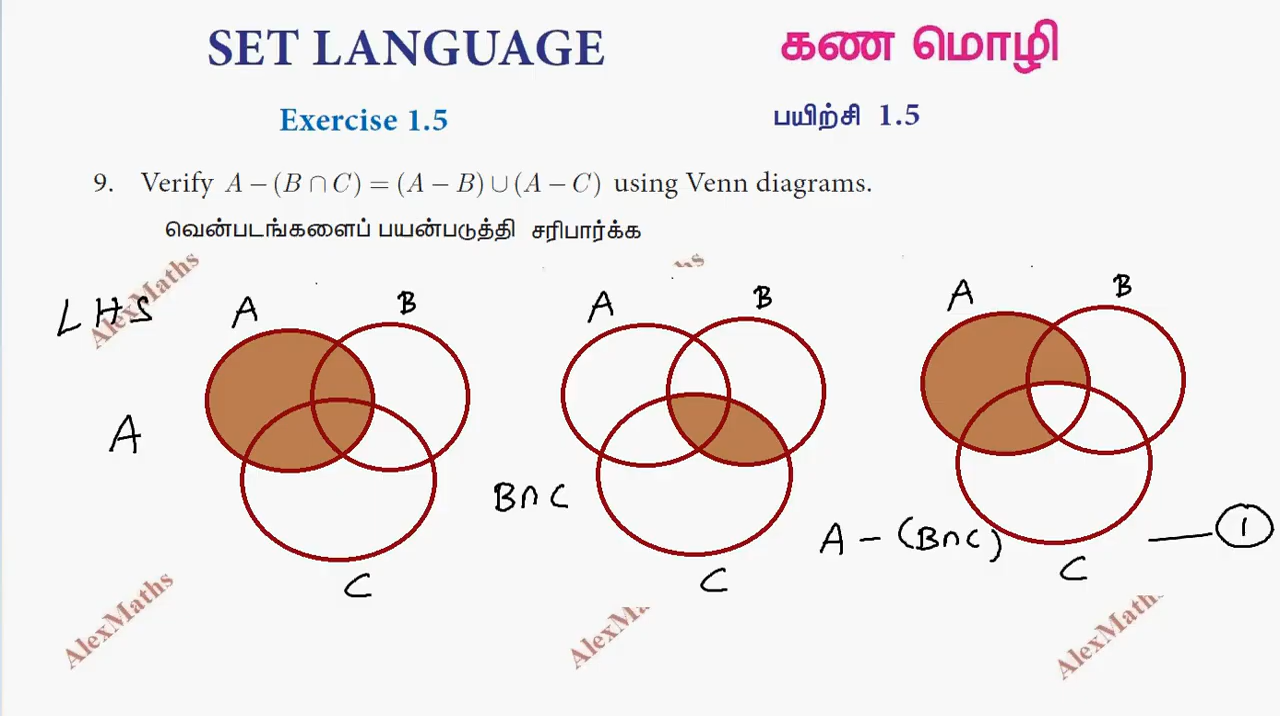 SET LANGUAGE கண மொழி
Exercise 1.5 பயிற்சி 1.5
9. Verify A − (B ∩ C) = (A − B) ∪ (A − C) using Venn diagrams.
வென்படங்களைப் பயன்படுத்தி சரிபார்க்க
LHS
AlexMaths
A B
A B
A B
A
B∩C
A − (B∩C) —— 1
C
C
C
AlexMaths
AlexMa
AlexMaths